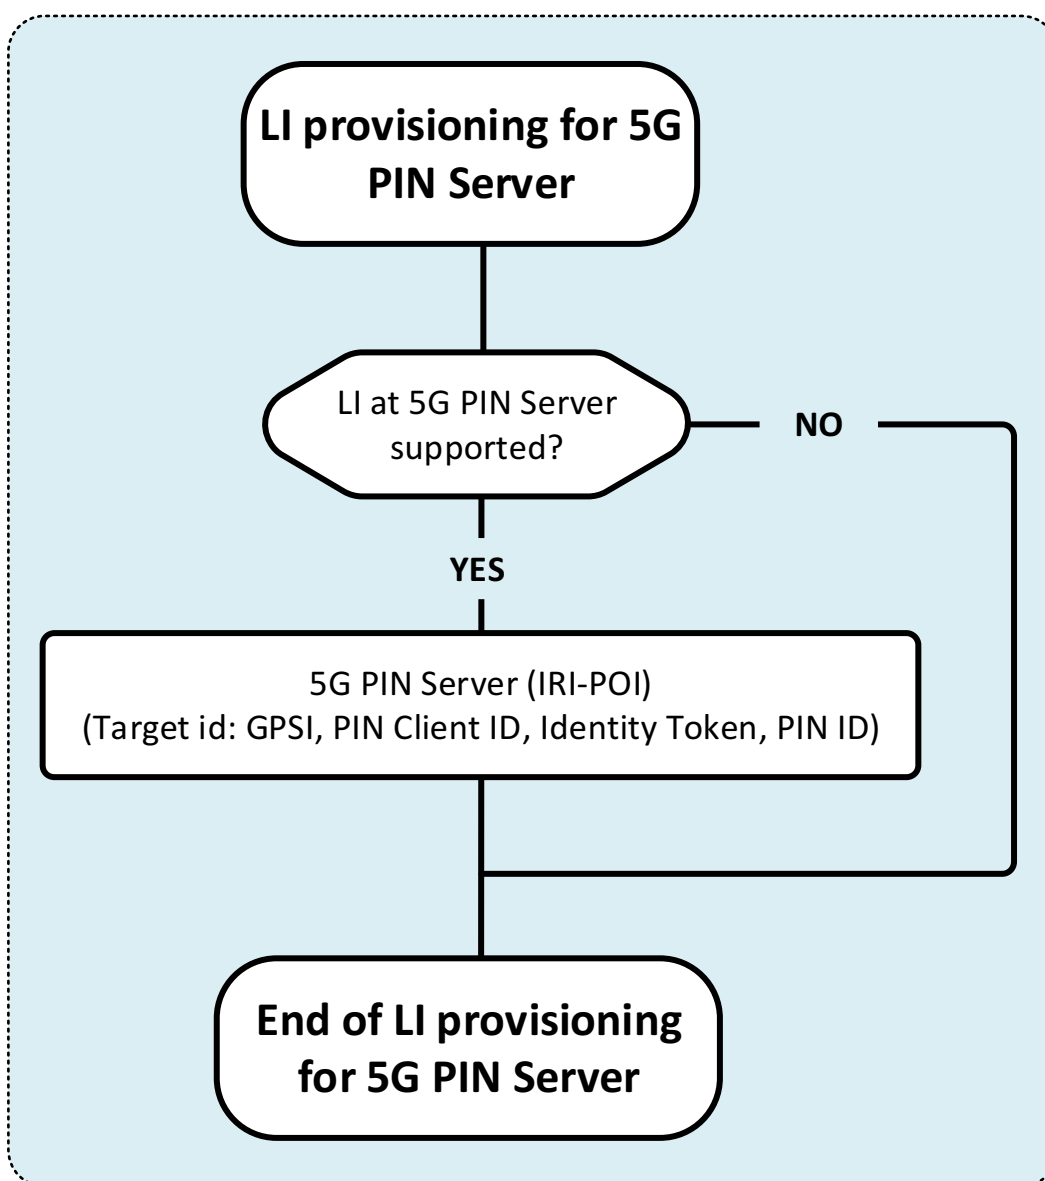 LI provisioning for 5G
PIN Server
LI at 5G PIN Server
supported?
NO
YES
5G PIN Server (IRI-POI)
(Target id: GPSI, PIN Client ID, Identity Token, PIN ID)
End of LI provisioning
for 5G PIN Server